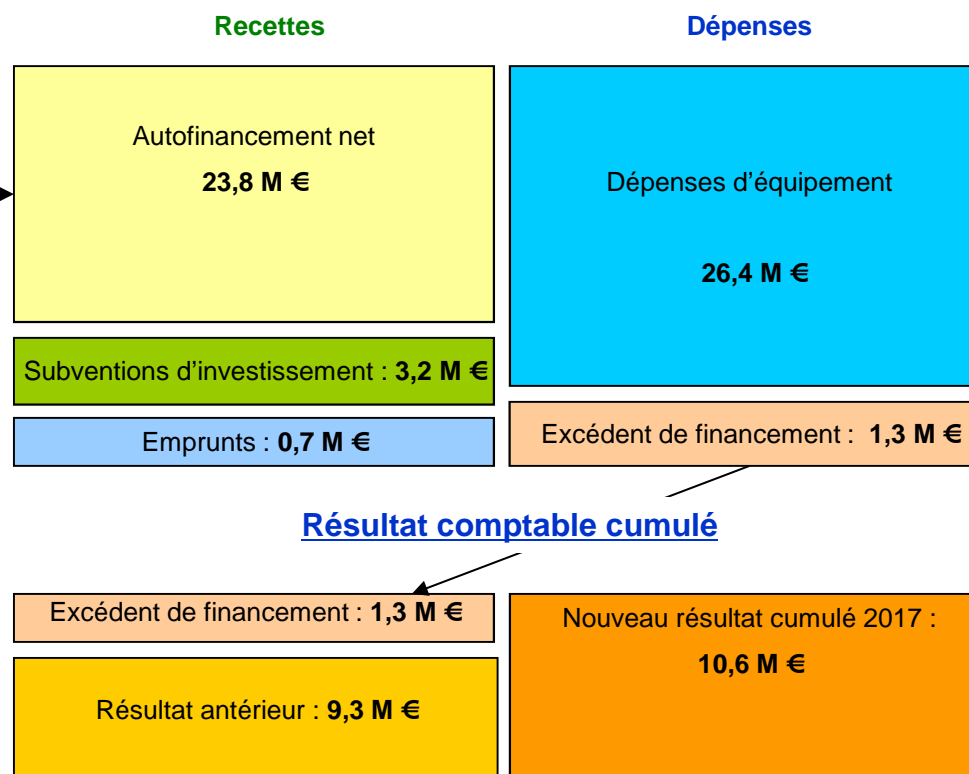 Recettes
Dépenses
Autofinancement net
23,8 M €
Dépenses d’équipement
26,4 M €
Subventions d’investissement : 3,2 M €
Emprunts : 0,7 M €
Excédent de financement : 1,3 M €
Résultat comptable cumulé
Excédent de financement : 1,3 M €
Nouveau résultat cumulé 2017 :
10,6 M €
Résultat antérieur : 9,3 M €